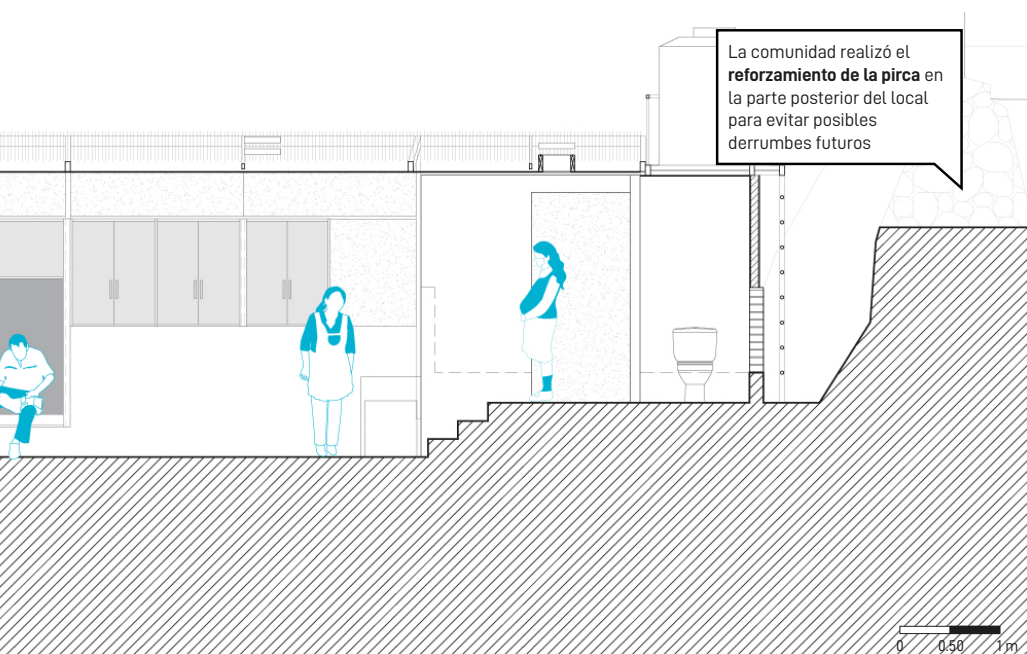 La comunidad realizó el
reforzamiento de la pirca en
la parte posterior del local
para evitar posibles
derrumbes futuros
0 0.50 1 m